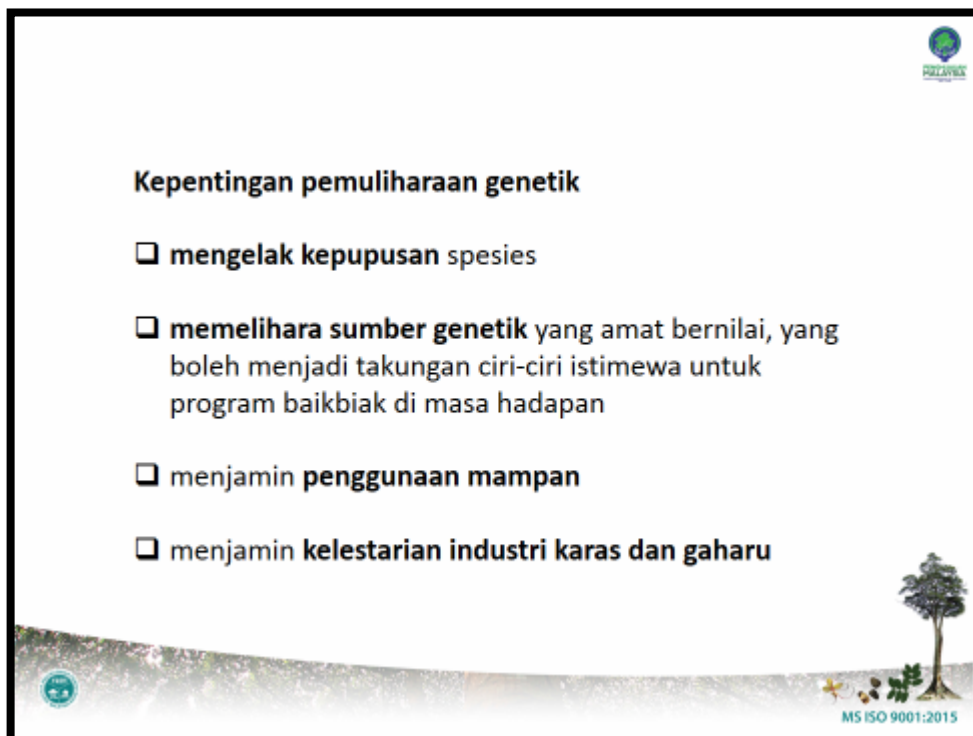 Kepentingan pemuliharaan genetik
mengelak kepupusan spesies
memelihara sumber genetik yang amat bernilai, yang
boleh menjadi takungan ciri-ciri istimewa untuk
program baikbiak di masa hadapan
menjamin penggunaan mampan
menjamin kelestarian industri karas dan gaharu
MS ISO 9001:2015